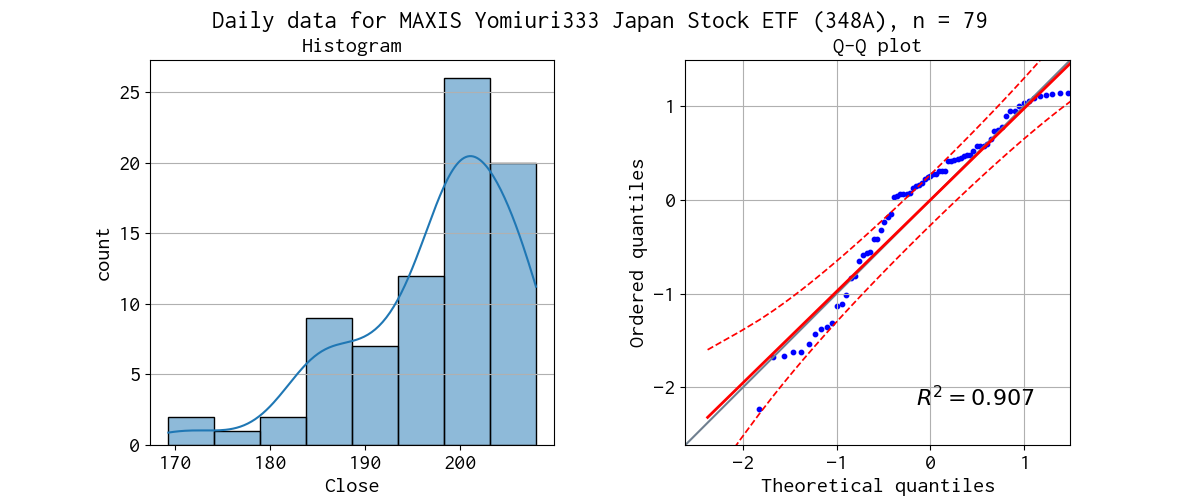 Daily data for MAXIS Yomiuri333 Japan Stock ETF (348A), n = 79
Histogram
25
20
15
10
5
0
count
170 180 190 200
Close
Q-Q plot
1
0
−1
−2
Ordered quantiles
R² = 0.907
−2 −1 0 1
Theoretical quantiles